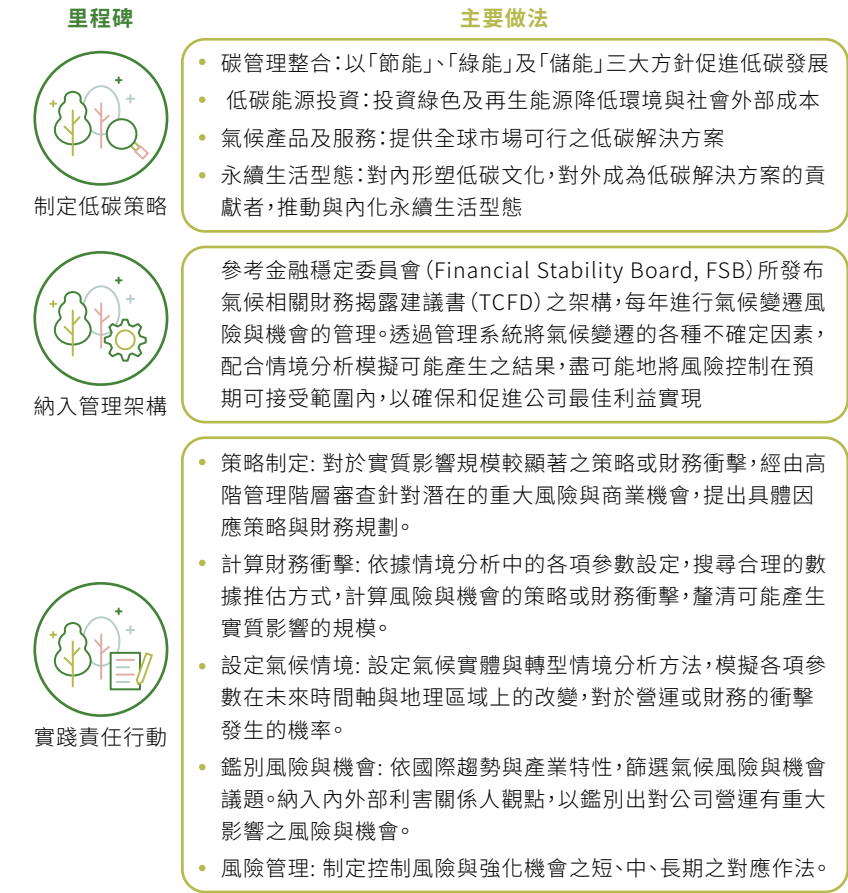 里程碑
主要做法
制定低碳策略
• 碳管理整合：以「節能」、「綠能」及「儲能」三大方針促進低碳發展
• 低碳能源投資：投資綠色及再生能源降低環境與社會外部成本
• 氣候產品及服務：提供全球市場可行之低碳解決方案
• 永續生活型態：對內形塑低碳文化，對外成為低碳解決方案的貢
獻者，推動與內化永續生活型態
納入管理架構
參考金融穩定委員會（Financial Stability Board, FSB）所發布
氣候相關財務揭露建議書（TCFD）之架構，每年進行氣候變遷風
險與機會的管理。透過管理系統將氣候變遷的各種不確定因素，
配合情境分析模擬可能產生之結果，盡可能地將風險控制在預
期可接受範圍內，以確保和促進公司最佳利益實現
實踐責任行動
• 策略制定: 對於實質影響規模較顯著之策略或財務衝擊，經由高
階管理階層審查針對潛在的重大風險與商業機會，提出具體因
應策略與財務規劃。
• 計算財務衝擊: 依據情境分析中的各項參數設定，搜尋合理的數
據推估方式，計算風險與機會的策略或財務衝擊，釐清可能產生
實質影響的規模。
• 設定氣候情境: 設定氣候實體與轉型情境分析方法，模擬各項參
數在未來時間軸與地理區域上的改變，對於營運或財務的衝擊
發生的機率。
• 鑑別風險與機會: 依國際趨勢與產業特性，篩選氣候風險與機會
議題。納入內外部利害關係人觀點，以鑑別出對公司營運有重大
影響之風險與機會。
• 風險管理: 制定控制風險與強化機會之短、中、長期之對應作法。